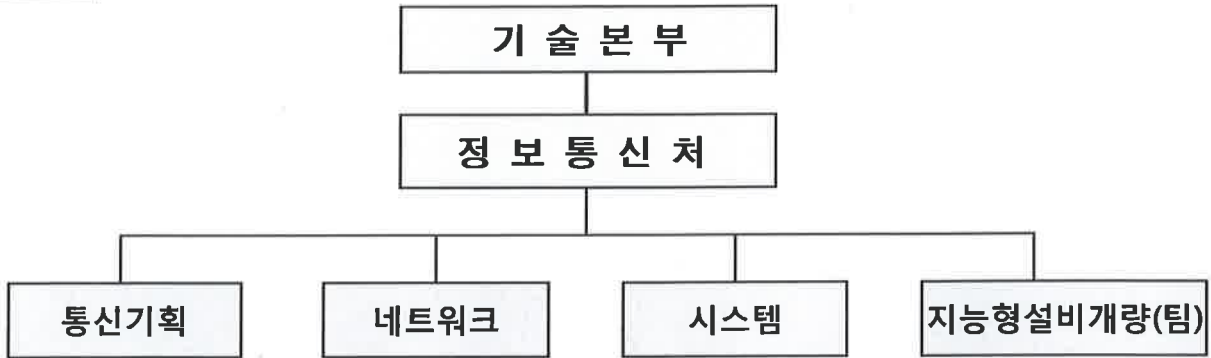 기 술 본 부
정 보 통 신 처
통신기획
네트워크
시스템
지능형설비개량(팀)